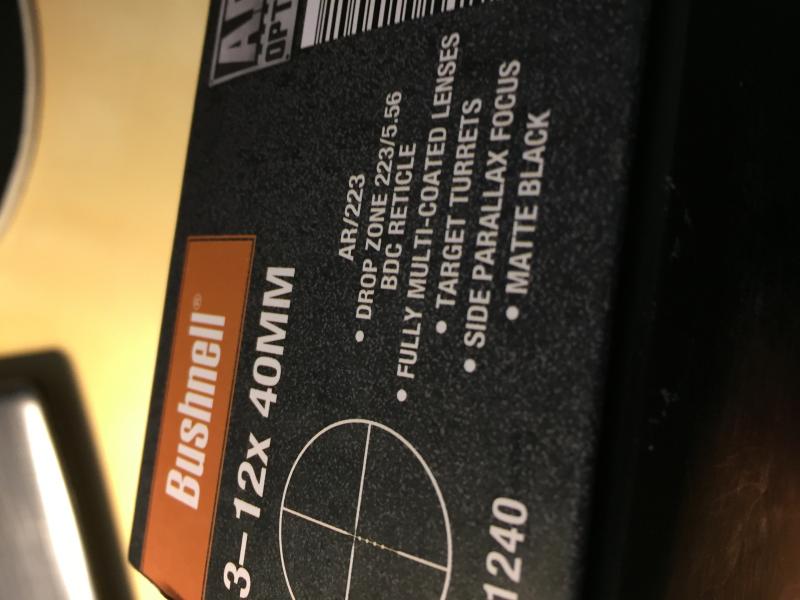 Bushnell®
3–12x 40MM
AR/223
• DROP ZONE 223/5.56
BDC RETICLE
• FULLY MULTI-COATED LENSES
• TARGET TURRETS
• SIDE PARALLAX FOCUS
• MATTE BLACK
1240